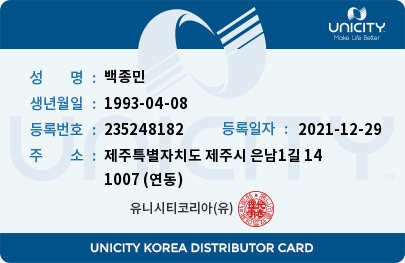 UNICITY
Make Life Better
성 명 : 백종민
생년월일 : 1993-04-08
등록번호 : 235248182 등록일자 : 2021-12-29
주 소 : 제주특별자치도 제주시 은남1길 14
1007 (연동)
UNICITY TM
유니시티코리아(유)
UNICITY KOREA DISTRIBUTOR CARD